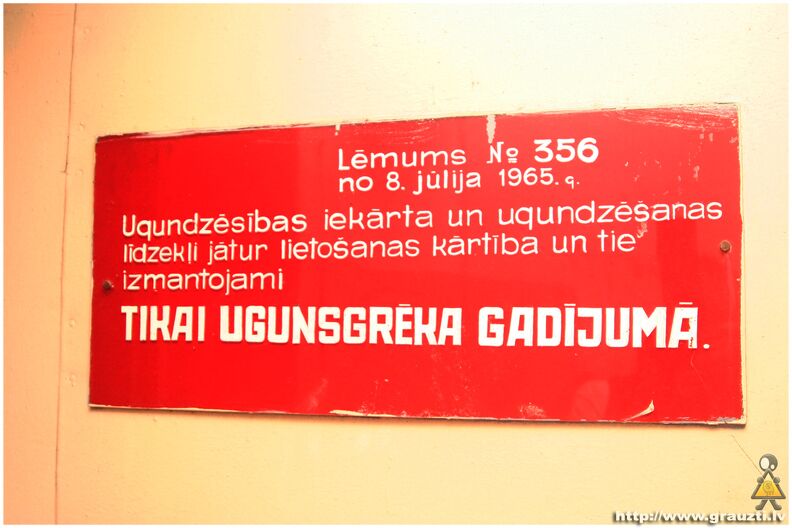 Lēmums № 356
no 8. jūlija 1965. g.
Ugundzēsības iekārta un ugundzēšanas
līdzekļi jātur lietošanas kārtība un tie
izmantojami
TIKAI UGUNSGRĒKA GADĪJUMĀ.
http://www.grauzti.lv